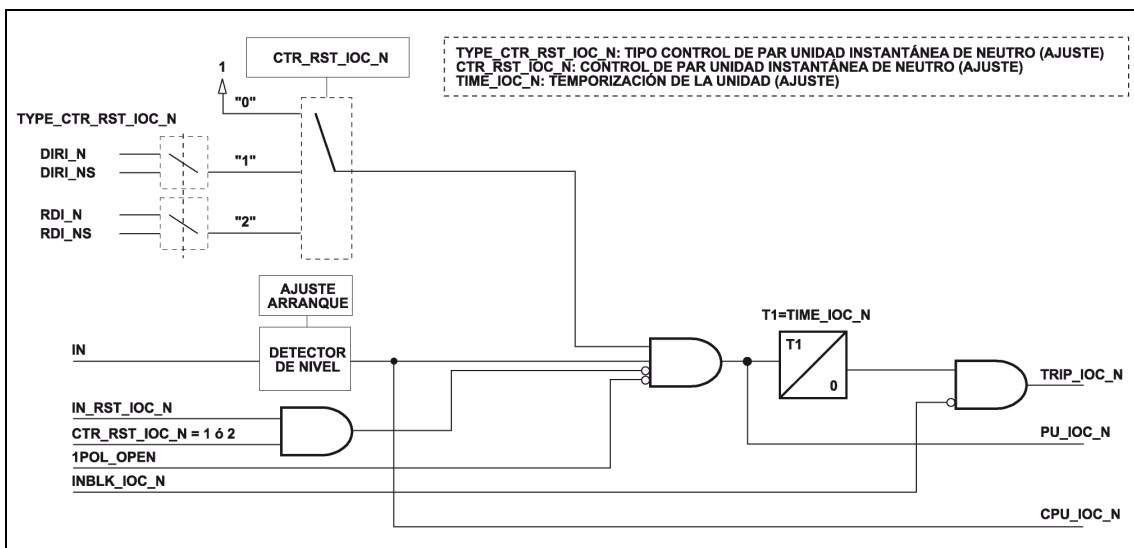 CTR_RST_IOC_N
TYPE_CTR_RST_IOC_N: TIPO CONTROL DE PAR UNIDAD INSTANTÁNEA DE NEUTRO (AJUSTE)
CTR_RST_IOC_N: CONTROL DE PAR UNIDAD INSTANTÁNEA DE NEUTRO (AJUSTE)
TIME_IOC_N: TEMPORIZACIÓN DE LA UNIDAD (AJUSTE)
1
"0"
TYPE_CTR_RST_IOC_N
DIRI_N
DIRI_NS
"1"
RDI_N
RDI_NS
"2"
AJUSTE
ARRANQUE
IN
DETECTOR
DE NIVEL
T1=TIME_IOC_N
T1
0
TRIP_IOC_N
IN_RST_IOC_N
CTR_RST_IOC_N = 1 ó 2
1POL_OPEN
INBLK_IOC_N
PU_IOC_N
CPU_IOC_N